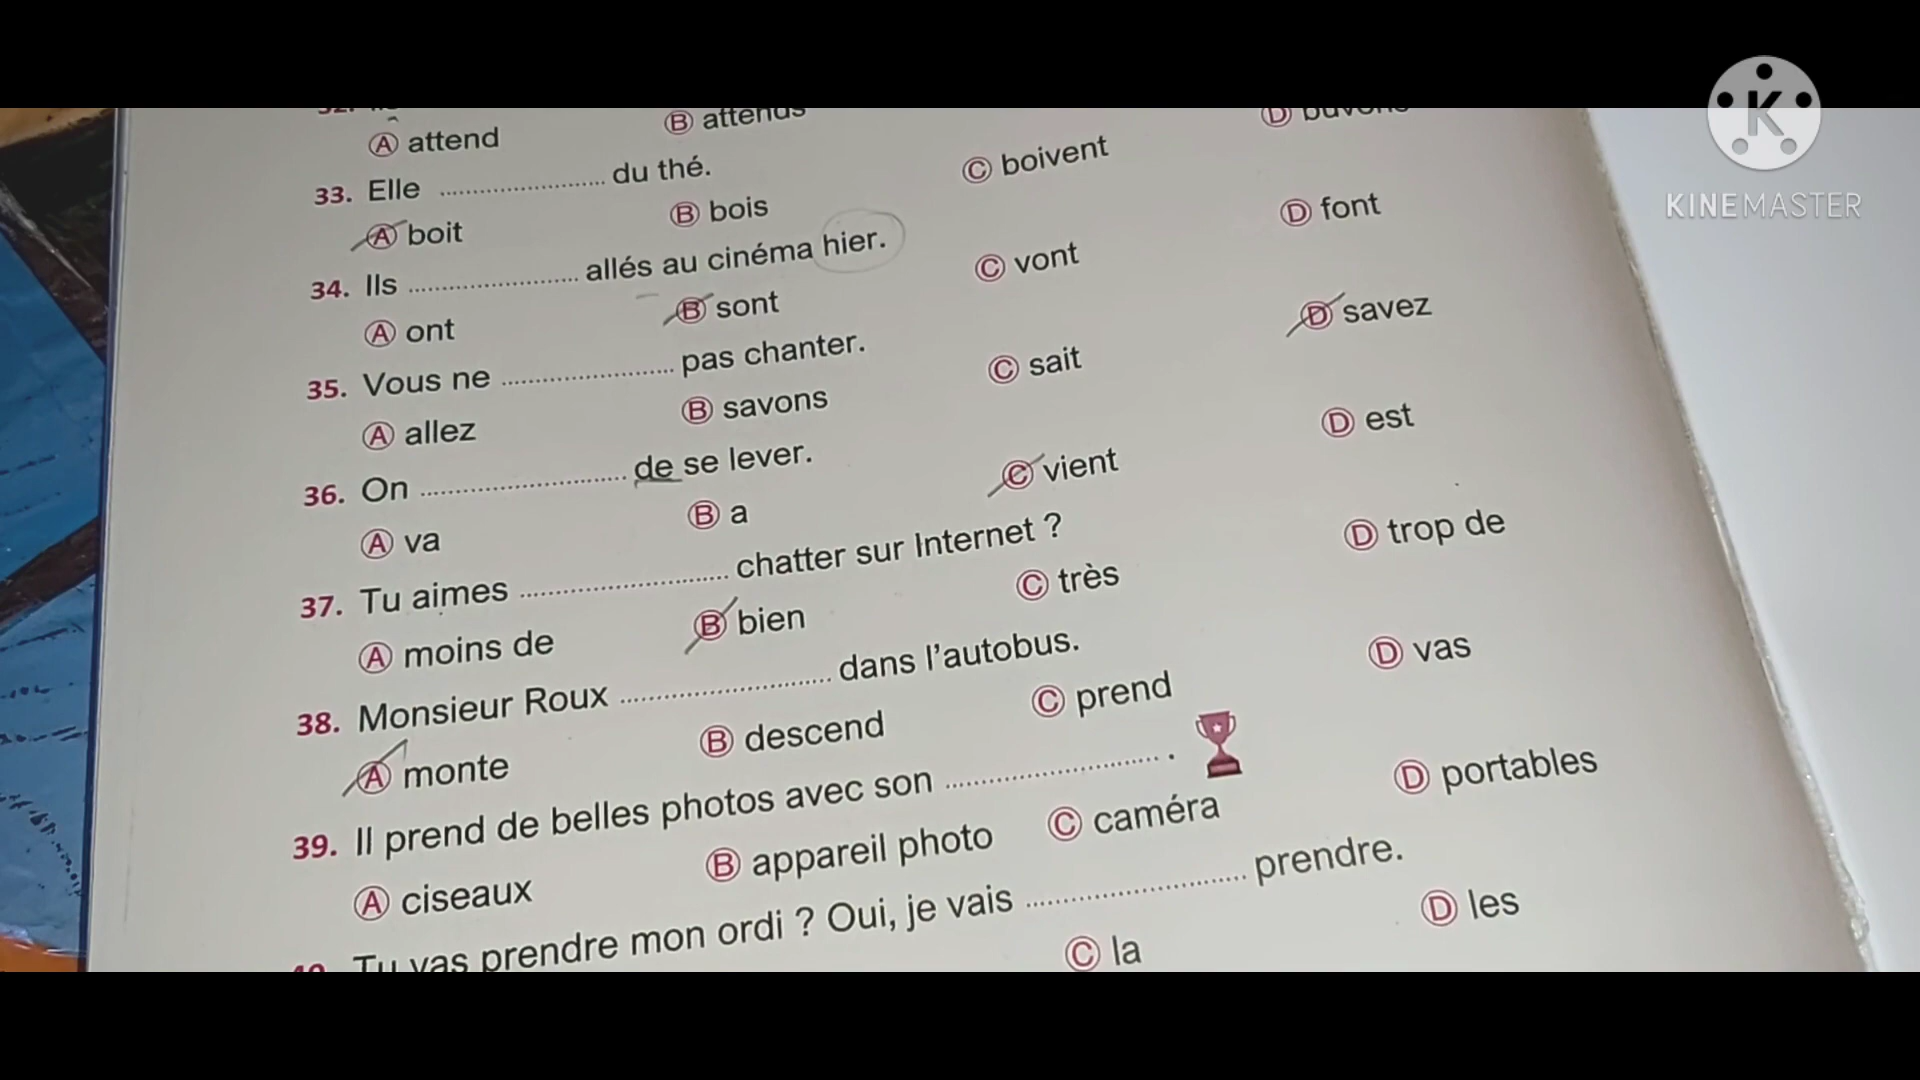 A attend
B attends
33. Elle .................... du thé.
A boit
B bois
C boivent
D buvons
34. Ils .................... allés au cinéma hier.
A ont
B sont
C vont
D font
35. Vous ne .................... pas chanter.
A allez
B savons
C sait
D savez
36. On .................... de se lever.
A va
B a
C vient
D est
37. Tu aimes .................... chatter sur Internet ?
A moins de
B bien
C très
D trop de
38. Monsieur Roux .................... dans l'autobus.
A monte
B descend
C prend
D vas
39. Il prend de belles photos avec son .................... .
A ciseaux
B appareil photo
C caméra
D portables
Tu vas prendre mon ordi ? Oui, je vais .................... prendre.
C la
D les
K
KINEMASTER